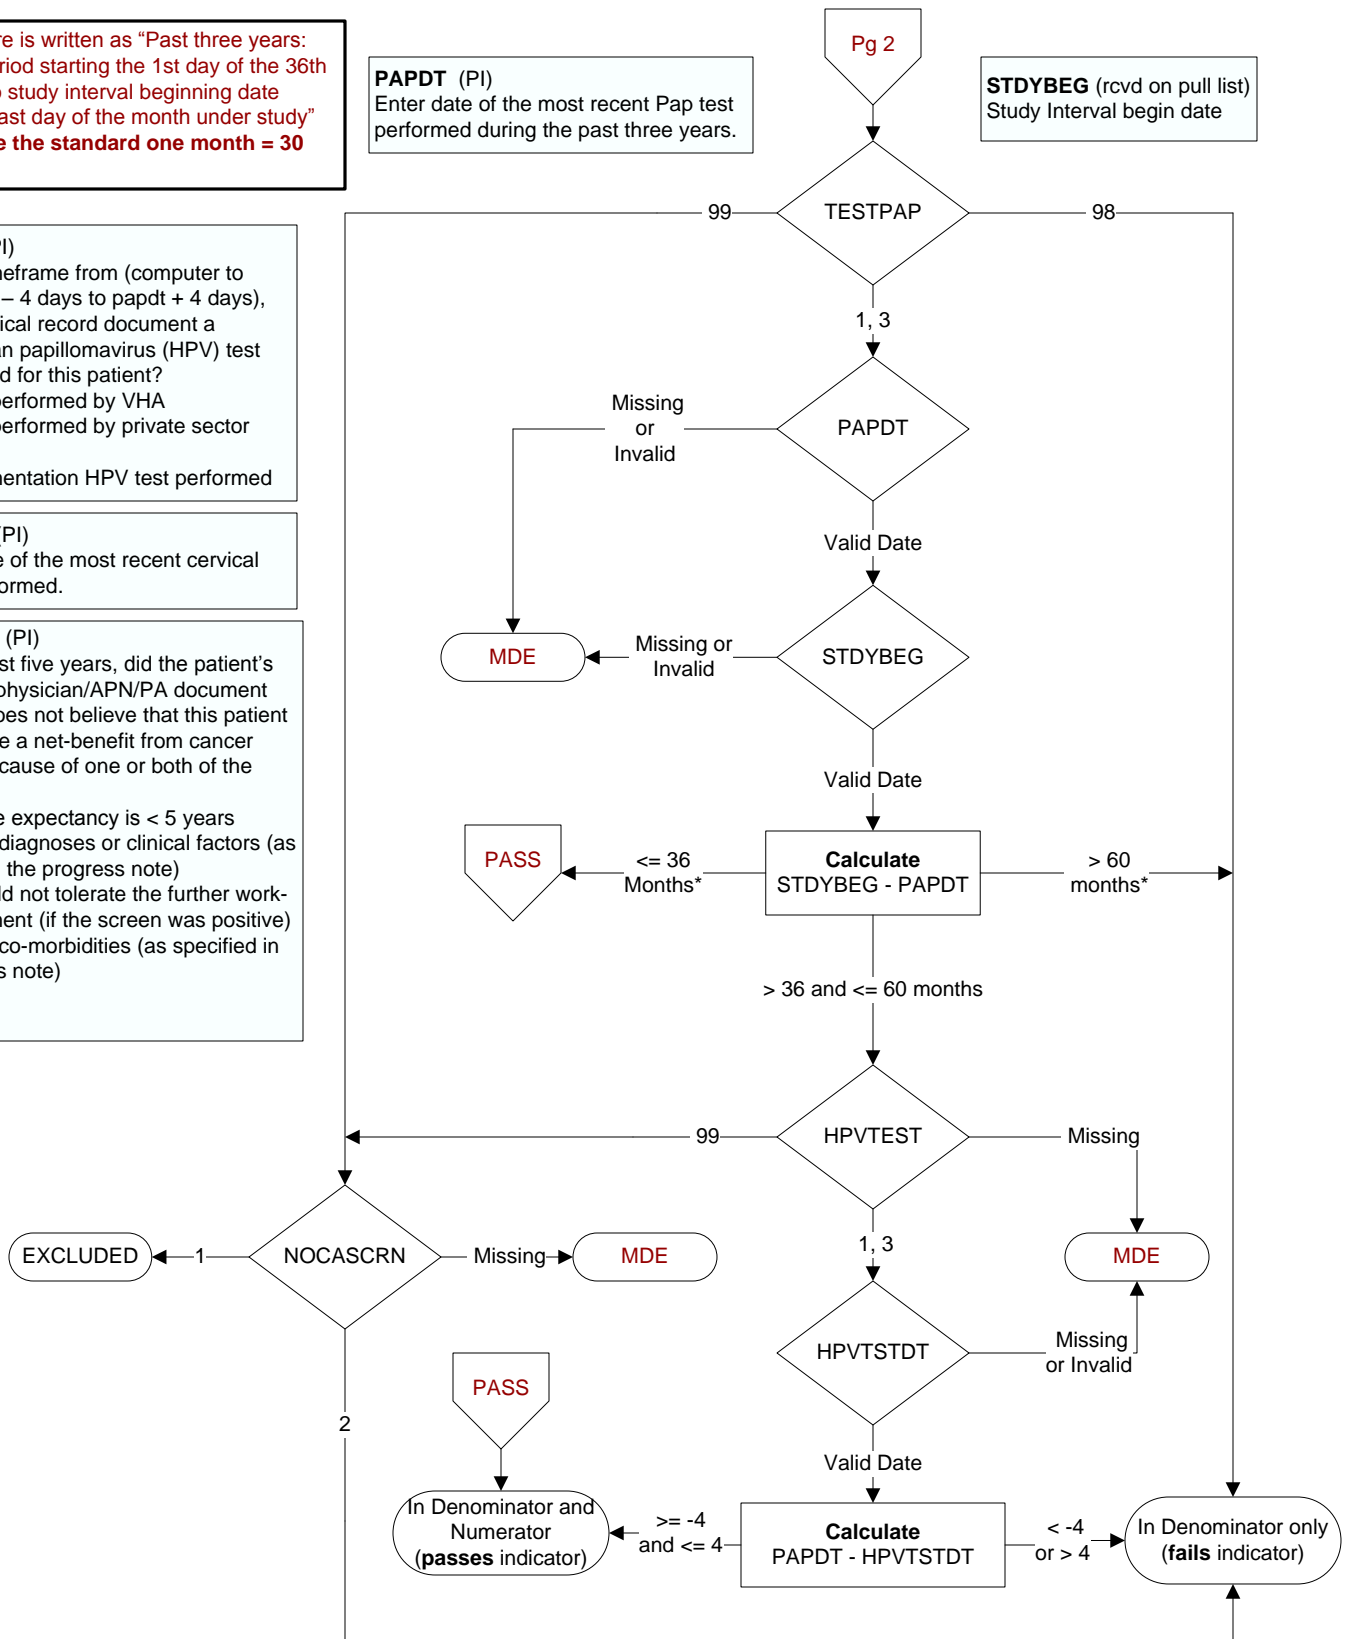 re is written as “Past three years:
riod starting the 1st day of the 36th
o study interval beginning date
ast day of the month under study”
e the standard one month = 30
PAPDT (PI)
Enter date of the most recent Pap test
performed during the past three years.
Pg 2
STDYBEG (rcvd on pull list)
Study Interval begin date
TESTPAP
99
98
1, 3
PI)
neframe from (computer to
– 4 days to papdt + 4 days),
ical record document a
an papillomavirus (HPV) test
d for this patient?
performed by VHA
performed by private sector
nentation HPV test performed
PAPDT
Missing
or
Invalid
Valid Date
(PI)
e of the most recent cervical
ormed.
STDYBEG
Missing or
Invalid
MDE
Valid Date
(PI)
st five years, did the patient’s
physician/APN/PA document
oes not believe that this patient
e a net-benefit from cancer
cause of one or both of the
e expectancy is < 5 years
diagnoses or clinical factors (as
the progress note)
ld not tolerate the further work-
nent (if the screen was positive)
co-morbidities (as specified in
s note)
PASS
<= 36
Months*
Calculate
STDYBEG - PAPDT
> 60
months*
> 36 and <= 60 months
99
HPVTEST
Missing
1, 3
EXCLUDED
1
NOCASCRN
Missing
MDE
MDE
HPVTSTDT
Missing
or Invalid
PASS
2
Valid Date
In Denominator and
Numerator
(passes indicator)
>= -4
and <= 4
Calculate
PAPDT - HPVTSTDT
< -4
or > 4
In Denominator only
(fails indicator)